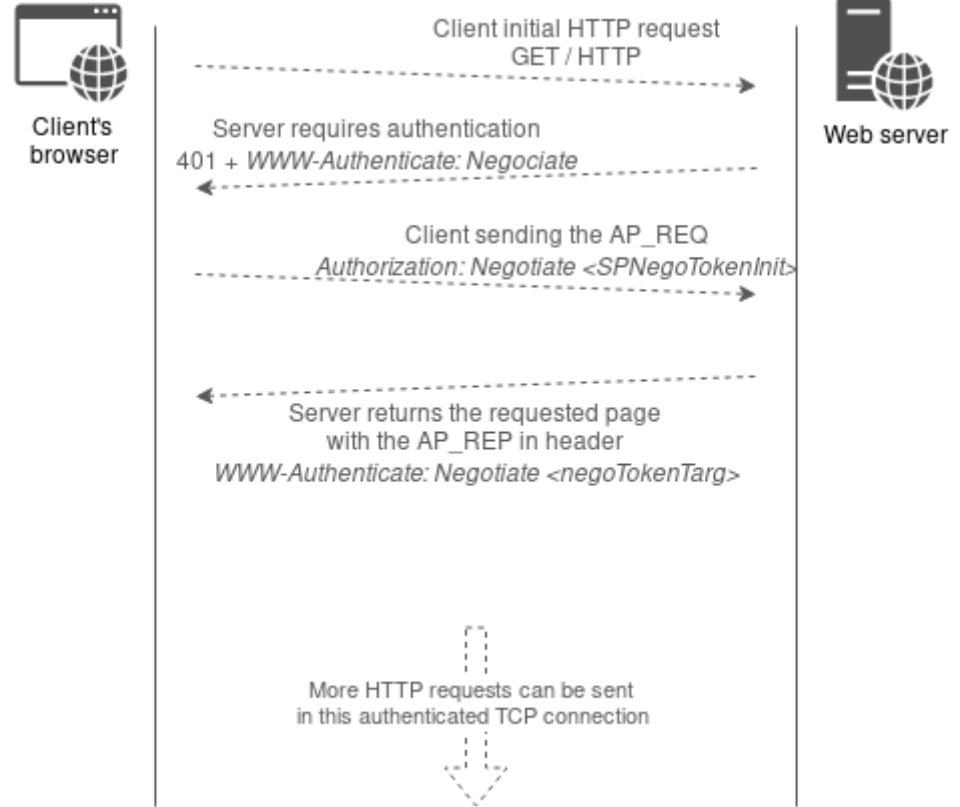 Client initial HTTP request
GET / HTTP
Client's
browser
Web server
Server requires authentication
401 + WWW-Authenticate: Negociate
Client sending the AP_REQ
Authorization: Negotiate <SPNegoTokenInit>
Server returns the requested page
with the AP_REP in header
WWW-Authenticate: Negotiate <negoTokenTarg>
More HTTP requests can be sent
in this authenticated TCP connection